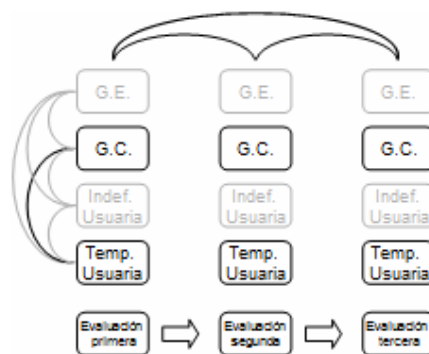 G.E. G.E. G.E.
G.C. G.C. G.C.
Indef. Indef. Indef.
Usuaria Usuaria Usuaria
Temp. Temp. Temp.
Usuaria Usuaria Usuaria
Evaluación Evaluación Evaluación
primera segunda tercera